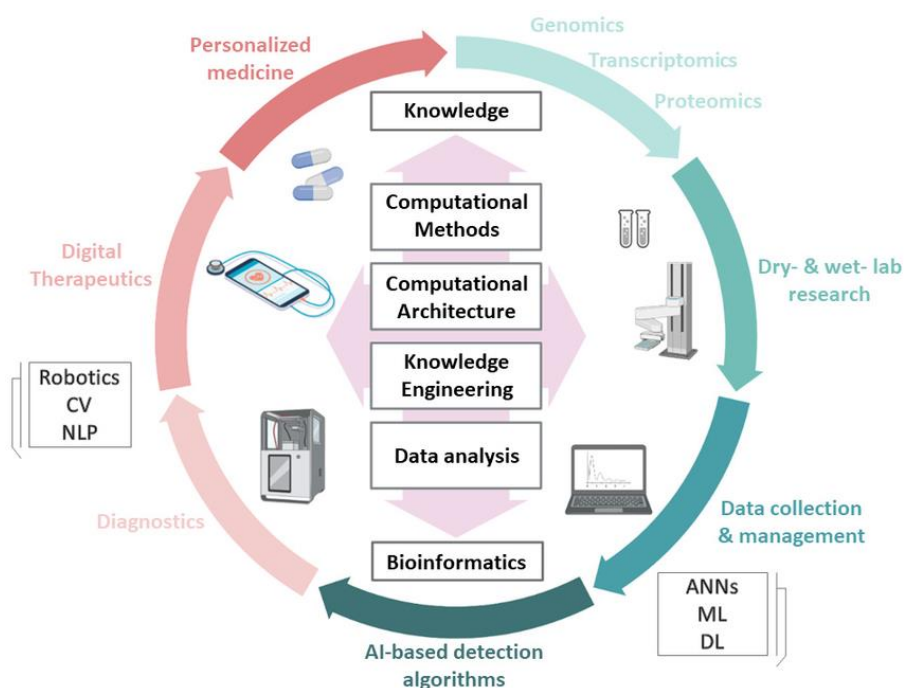 Personalized
medicine
Genomics
Transcriptomics
Proteomics
Knowledge
Computational
Methods
Computational
Architecture
Knowledge
Engineering
Data analysis
Bioinformatics
Dry- & wet- lab
research
Data collection
& management
ANNs
ML
DL
AI-based detection
algorithms
Diagnostics
Robotics
CV
NLP
Digital
Therapeutics